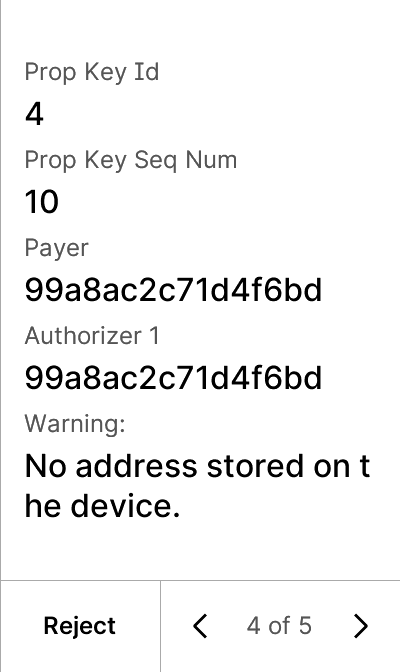 Prop Key Id
4
Prop Key Seq Num
10
Payer
99a8ac2c71d4f6bd
Authorizer 1
99a8ac2c71d4f6bd
Warning:
No address stored on t
he device.
Reject
4 of 5